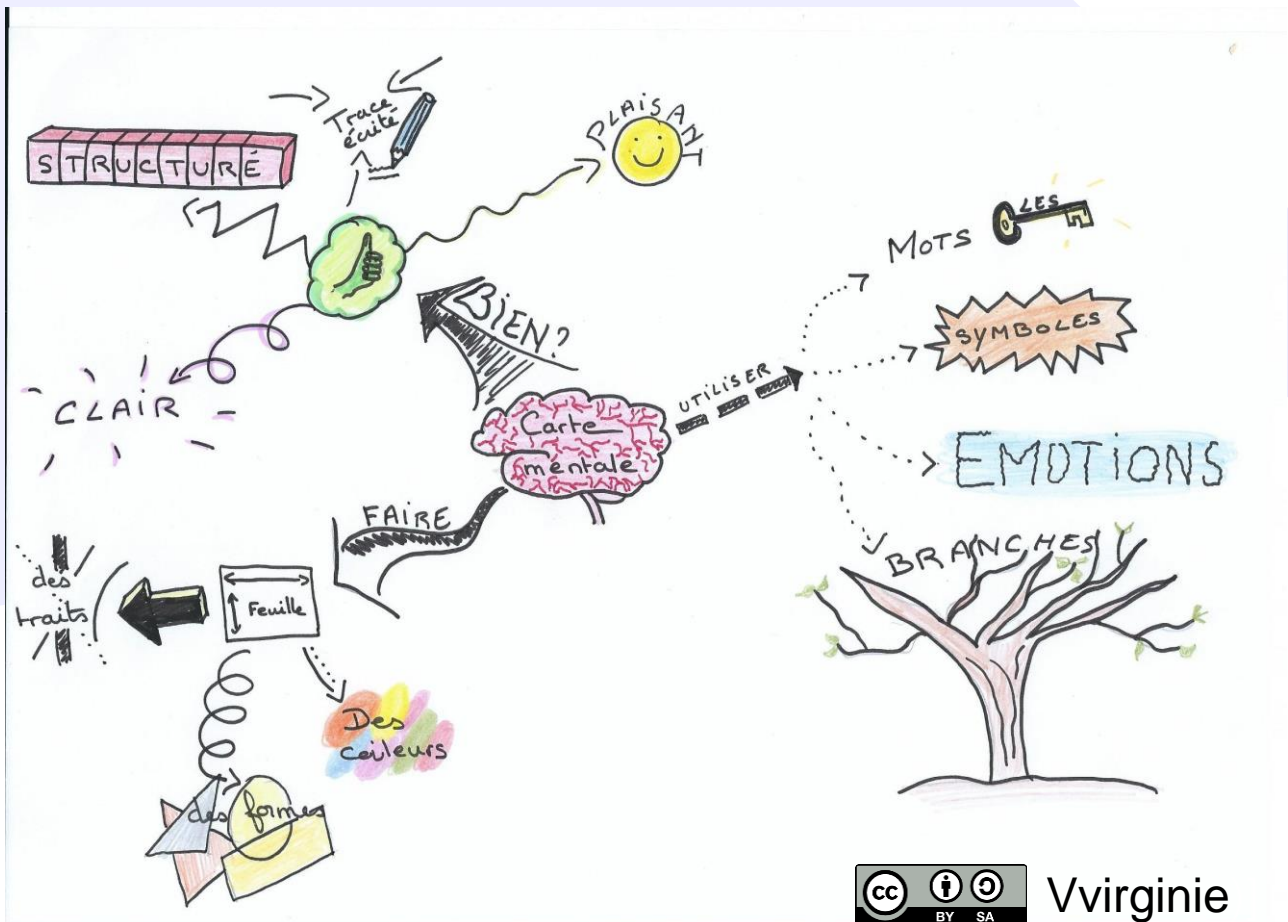 STRUCTURÉ
Trace
écrite
PLAISANT
CLAIR
BIEN?
Carte
mentale
UTILISER
MOTS
LES
SYMBOLES
EMOTIONS
BRANCHES
FAIRE
Feuille
des
traits
Des
couleurs
des formes
cc
BY SA
Vvirginie